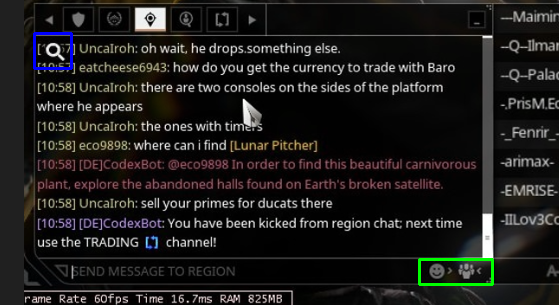 [10:57] UncaIroh: oh wait, he drops.something else.
[10:57] eatcheese6943: how do you get the currency to trade with Baro
[10:58] UncaIroh: there are two consoles on the sides of the platform
where he appears
[10:58] UncaIroh: the ones with timers
[10:58] eco9898: where can i find [Lunar Pitcher]
[10:58] [DE]CodexBot: @eco9898 In order to find this beautiful carnivorous
plant, explore the abandoned halls found on Earth's broken satellite.
[10:58] UncaIroh: sell your primes for ducats there
[10:58] [DE]CodexBot: You have been kicked from region chat; next time
use the TRADING channel!
SEND MESSAGE TO REGION
rame Rate 60fps Time 16.7ms RAM 825MB
---Maimin
--Q--Ilmar
--Q--Palac
-.PrisM.Ec
-_Fenrir_-
-arimax-
-EMRISE-
-IILov3Co